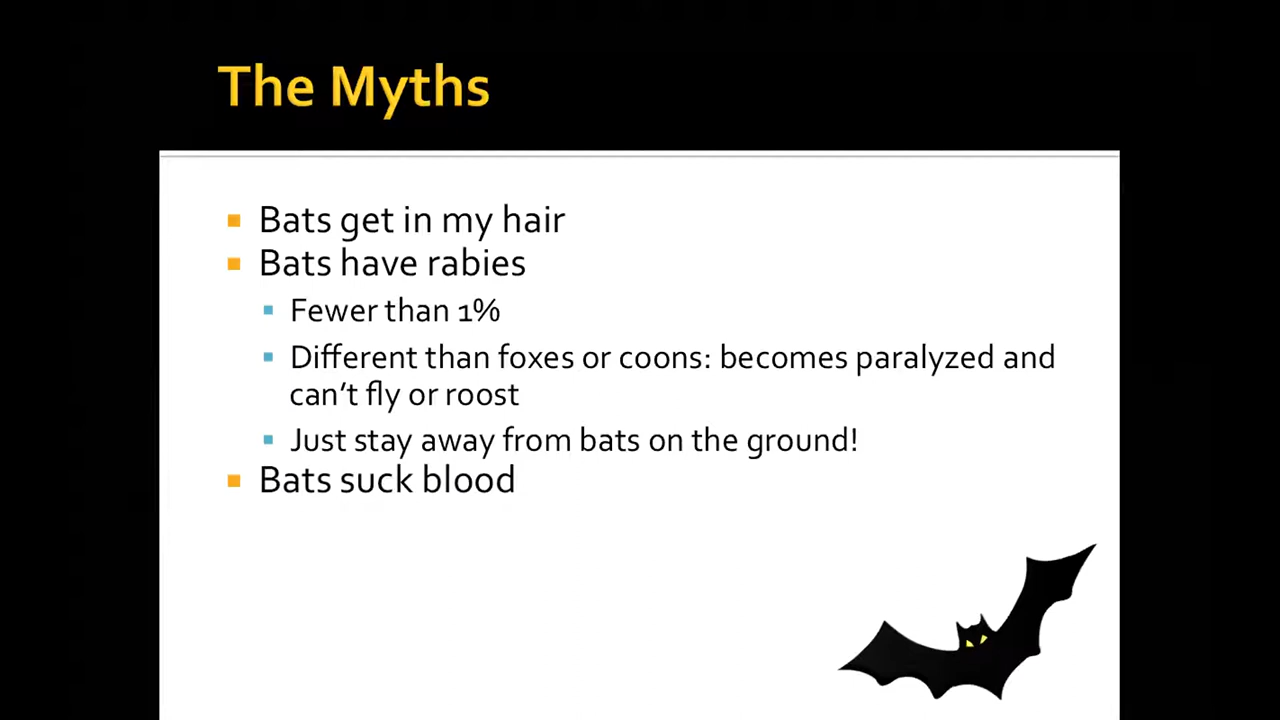 The Myths
Bats get in my hair
Bats have rabies
Fewer than 1%
Different than foxes or coons: becomes paralyzed and
can't fly or roost
Just stay away from bats on the ground!
Bats suck blood